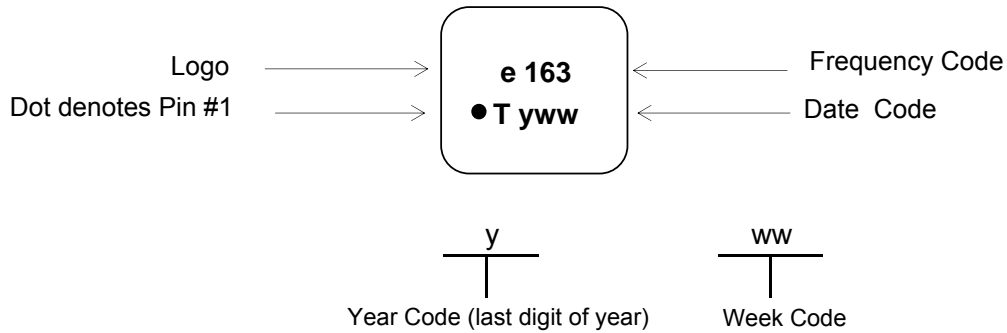 Logo
e 163
Frequency Code
Dot denotes Pin #1
T yww
Date Code
y
ww
Year Code (last digit of year)
Week Code